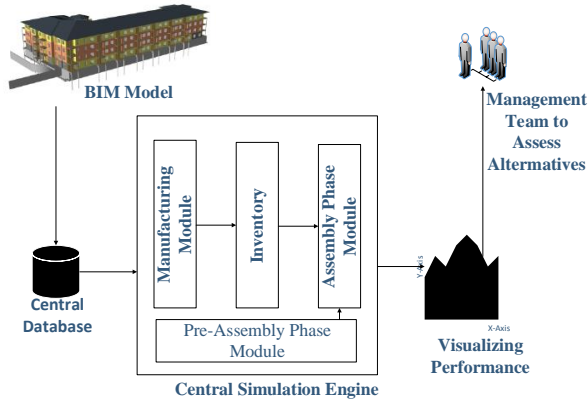 BIM Model
Management
Team to
Assess
Alternatives
Manufacturing
Module
Inventory
Assembly Phase
Module
Pre-Assembly Phase
Module
Central
Database
Central Simulation Engine
Y-Axis
X-Axis
Visualizing
Performance